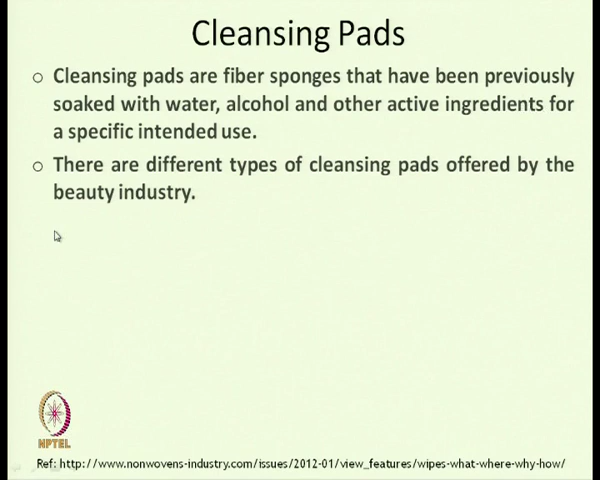 Cleansing Pads
Cleansing pads are fiber sponges that have been previously
soaked with water, alcohol and other active ingredients for
a specific intended use.
There are different types of cleansing pads offered by the
beauty industry.
NPTEL
Ref: http://www.nonwovens-industry.com/issues/2012-01/view_features/wipes-what-where-why-how/